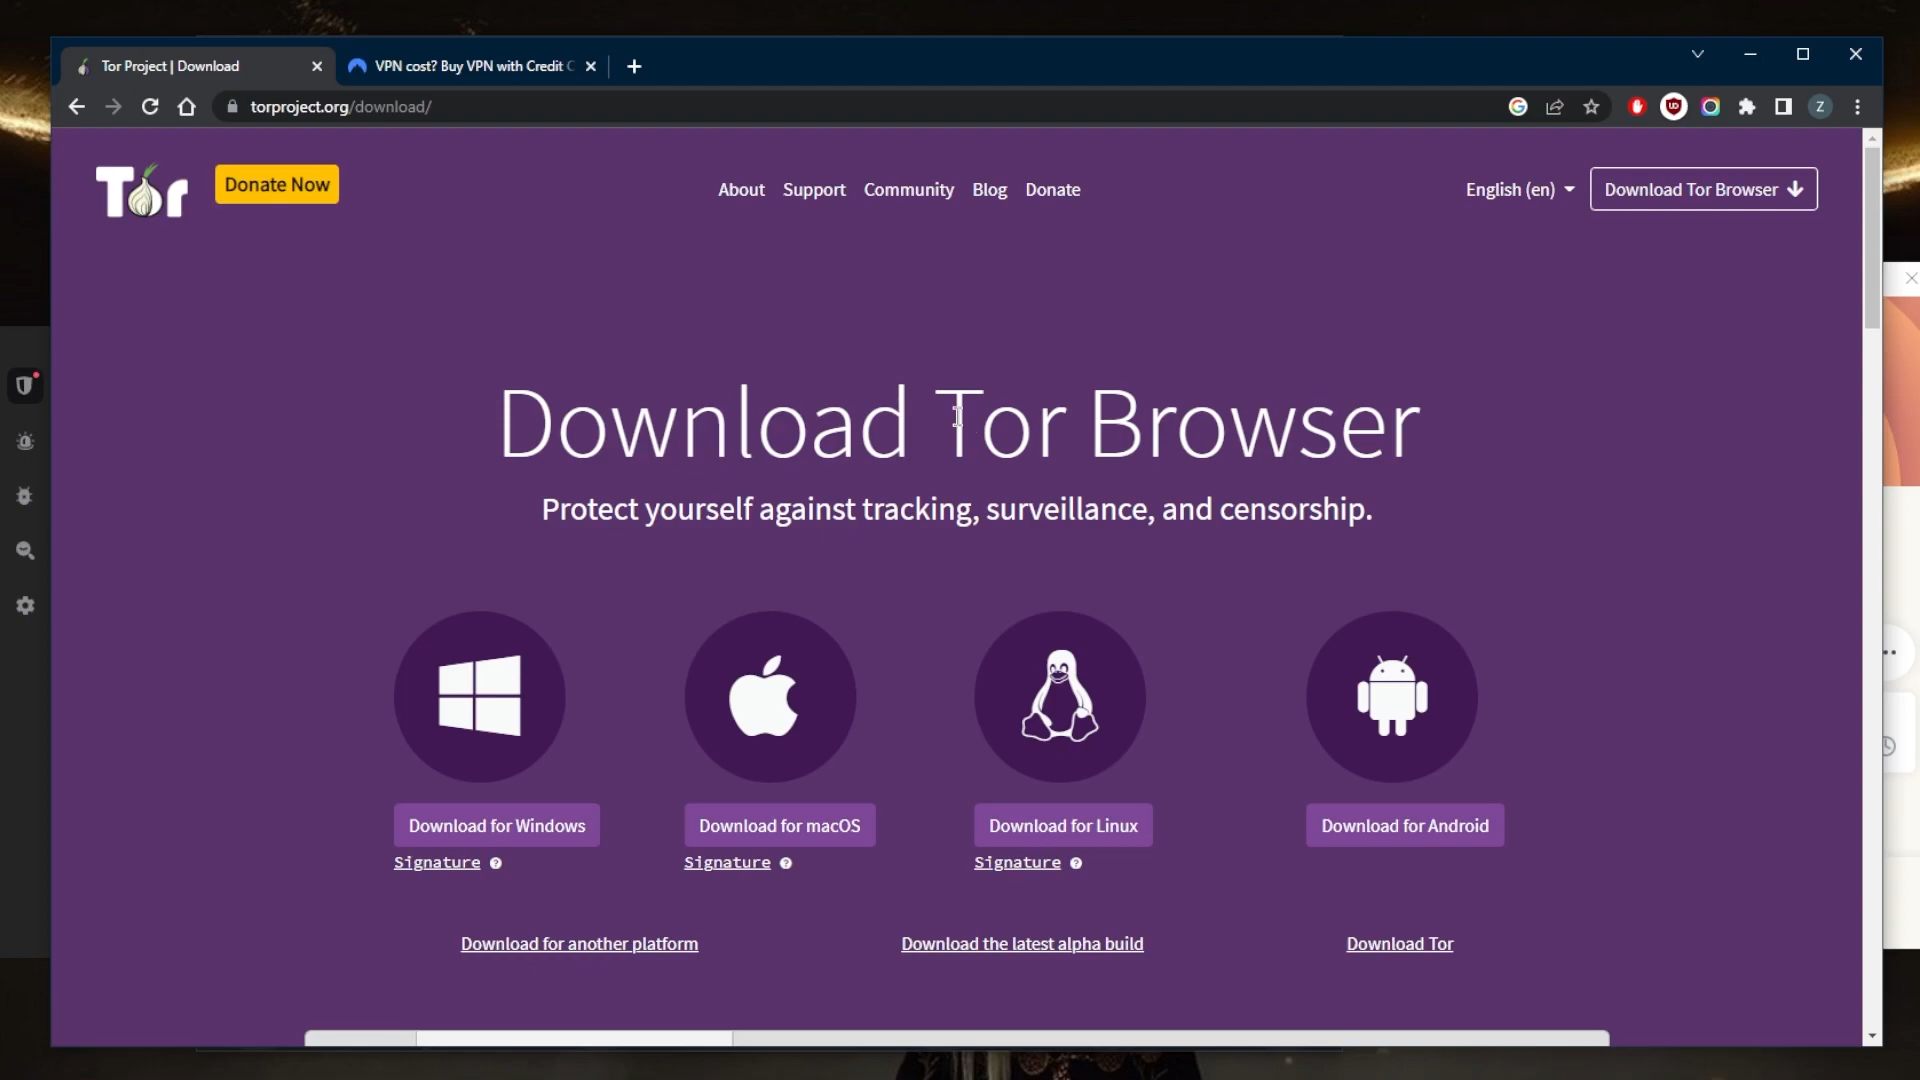 Tor Project | Download
VPN cost? Buy VPN with Credit C
torproject.org/download/
Z
Tor
Donate Now
About Support Community Blog Donate
English (en)
Download Tor Browser
Download Tor Browser
Protect yourself against tracking, surveillance, and censorship.
Download for Windows
Download for macOS
Download for Linux
Download for Android
Signature ?
Signature ?
Signature ?
Download for another platform
Download the latest alpha build
Download Tor